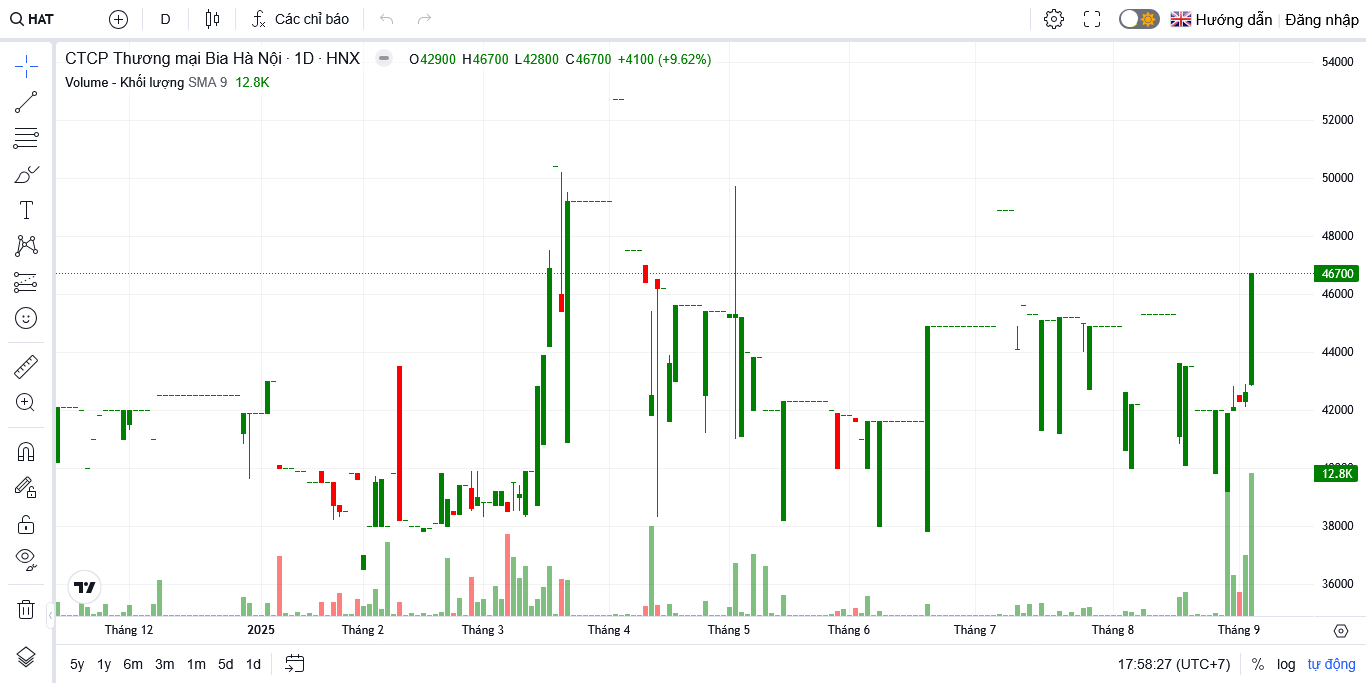 HAT D Các chỉ báo Hướng dẫn Đăng nhập
CTCP Thương mại Bia Hà Nội · 1D · HNX O42900 H46700 L42800 C46700 +4100 (+9.62%)
Volume - Khối lượng SMA 9 12.8K
54000
52000
50000
48000
46700
46000
44000
42000
12.8K
38000
36000
Tháng 12 2025 Tháng 2 Tháng 3 Tháng 4 Tháng 5 Tháng 6 Tháng 7 Tháng 8 Tháng 9
5y 1y 6m 3m 1m 5d 1d 17:58:27 (UTC+7) % log tự động